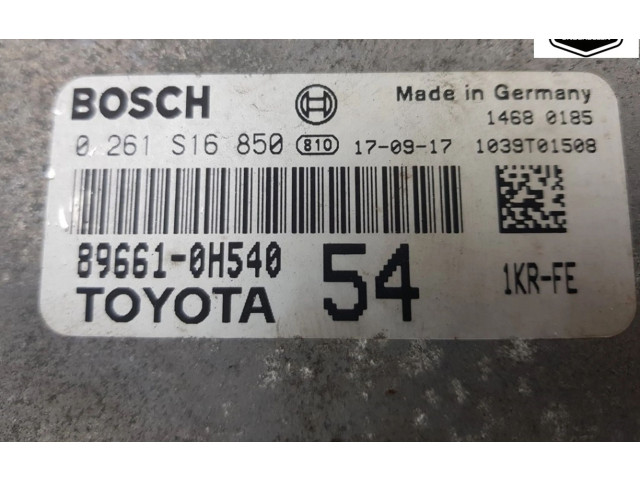 BOSCH Made in Germany
1468 0185
0 261 S16 850 810 17-09-17 1039T01508
89661-0H540
TOYOTA 54 1KR-FE